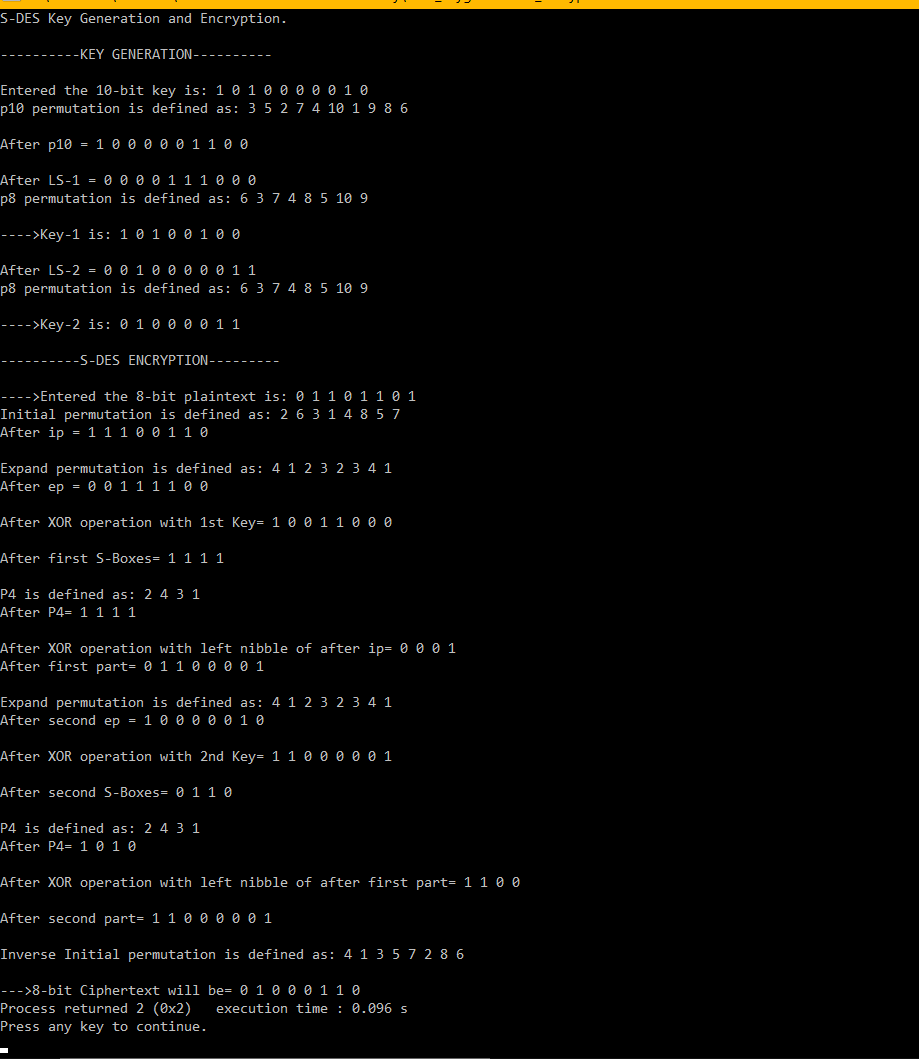 S-DES Key Generation and Encryption.
----------KEY GENERATION----------
Entered the 10-bit key is: 1 0 1 0 0 0 0 0 1 0
p10 permutation is defined as: 3 5 2 7 4 10 1 9 8 6
After p10 = 1 0 0 0 0 0 1 1 0 0
After LS-1 = 0 0 0 0 1 1 1 0 0 0
p8 permutation is defined as: 6 3 7 4 8 5 10 9
---->Key-1 is: 1 0 1 0 0 1 0 0
After LS-2 = 0 0 1 0 0 0 0 0 1 1
p8 permutation is defined as: 6 3 7 4 8 5 10 9
---->Key-2 is: 0 1 0 0 0 0 1 1
----------S-DES ENCRYPTION---------
---->Entered the 8-bit plaintext is: 0 1 1 0 1 1 0 1
Initial permutation is defined as: 2 6 3 1 4 8 5 7
After ip = 1 1 1 0 0 1 1 0
Expand permutation is defined as: 4 1 2 3 2 3 4 1
After ep = 0 0 1 1 1 1 0 0
After XOR operation with 1st Key= 1 0 0 1 1 0 0 0
After first S-Boxes= 1 1 1 1
P4 is defined as: 2 4 3 1
After P4= 1 1 1 1
After XOR operation with left nibble of after ip= 0 0 0 1
After first part= 0 1 1 0 0 0 0 1
Expand permutation is defined as: 4 1 2 3 2 3 4 1
After second ep = 1 0 0 0 0 0 1 0
After XOR operation with 2nd Key= 1 1 0 0 0 0 0 1
After second S-Boxes= 0 1 1 0
P4 is defined as: 2 4 3 1
After P4= 1 0 1 0
After XOR operation with left nibble of after first part= 1 1 0 0
After second part= 1 1 0 0 0 0 0 1
Inverse Initial permutation is defined as: 4 1 3 5 7 2 8 6
--->8-bit Ciphertext will be= 0 1 0 0 0 1 1 0
Process returned 2 (0x2)   execution time : 0.096 s
Press any key to continue.